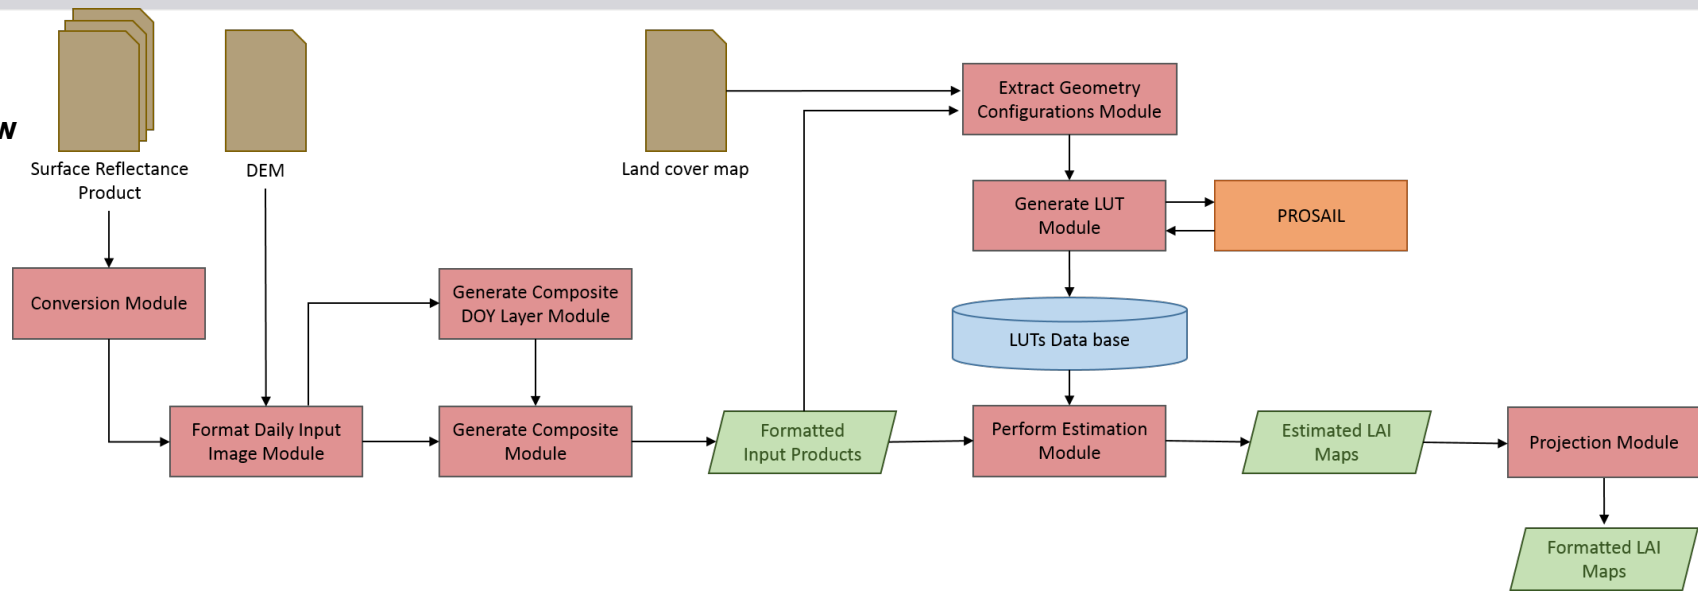 w
Surface Reflectance
Product
DEM
Land cover map
Extract Geometry
Configurations Module
Generate LUT
Module
PROSAIL
Conversion Module
Generate Composite
DOY Layer Module
LUTs Data base
Format Daily Input
Image Module
Generate Composite
Module
Formatted
Input Products
Perform Estimation
Module
Estimated LAI
Maps
Projection Module
Formatted LAI
Maps